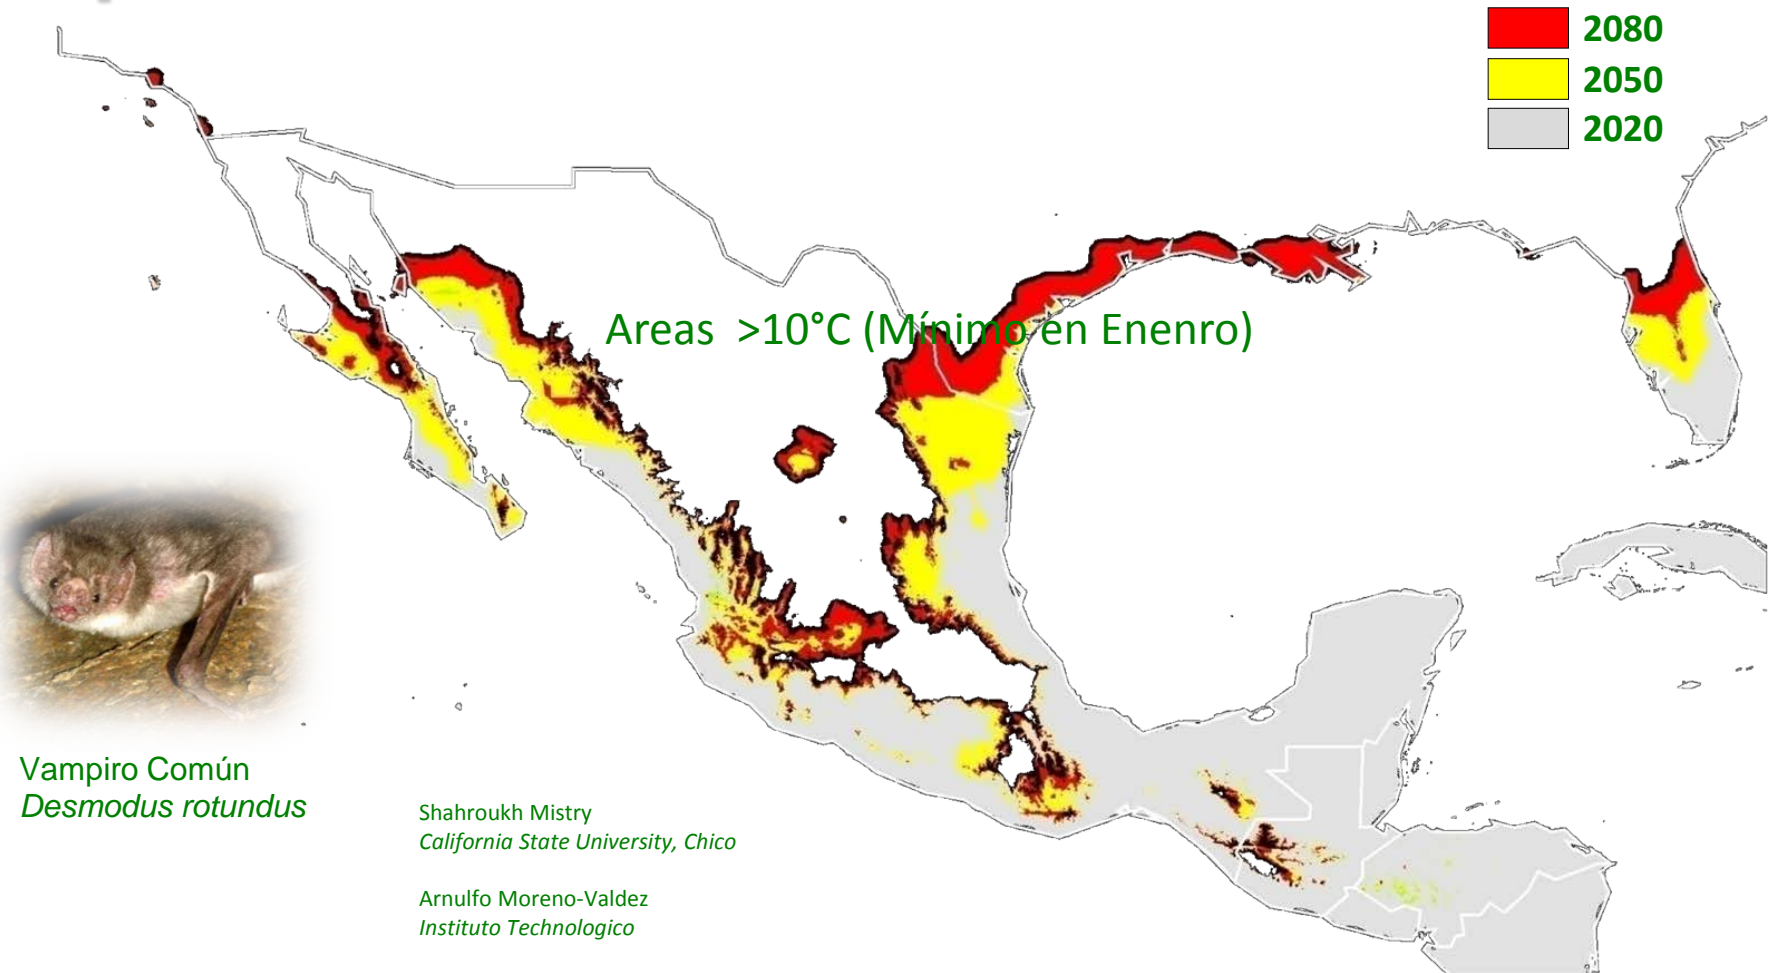 2080
2050
2020
Areas >10°C (Mínimo en Enenro)
Vampiro Común
Desmodus rotundus
Shahroukh Mistry
California State University, Chico
Arnulfo Moreno-Valdez
Instituto Technologico